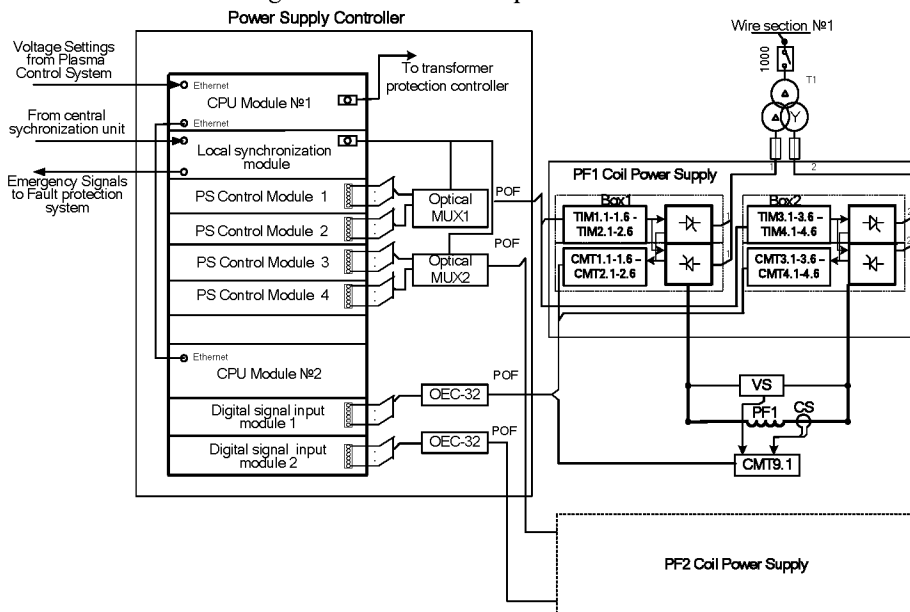 Power Supply Controller
Voltage Settings
from Plasma
Control System
From central
sychronization unit
Emergency Signals
to Fault protection
system
Ethernet
CPU Module №1
Ethernet
Local synchronization
module
PS Control Module 1
PS Control Module 2
PS Control Module 3
PS Control Module 4
Ethernet
CPU Module №2
Digital signal input
module 1
Digital signal input
module 2
To transformer
protection controller
Optical
MUX1
POF
Optical
MUX2
POF
OEC-32
POF
OEC-32
POF
Wire section №1
1000
T1
Y
1
2
PF1 Coil Power Supply
Box1
TIM1.1-1.6 –
TIM2.1-2.6
CMT1.1-1.6 –
CMT2.1-2.6
Box2
TIM3.1-3.6 –
TIM4.1-4.6
CMT3.1-3.6 –
CMT4.1-4.6
VS
PF1
CS
CMT9.1
PF2 Coil Power Supply